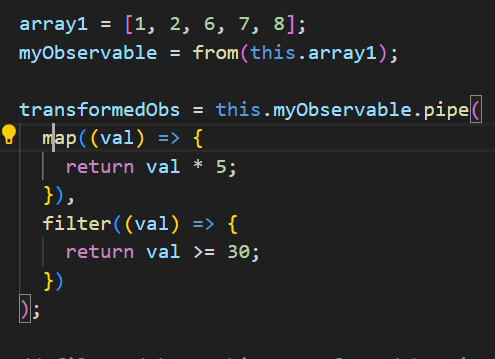 array1 = [1, 2, 6, 7, 8];
myObservable = from(this.array1);
transformedObs = this.myObservable.pipe(
map((val) => {
return val * 5;
}),
filter((val) => {
return val >= 30;
})
);